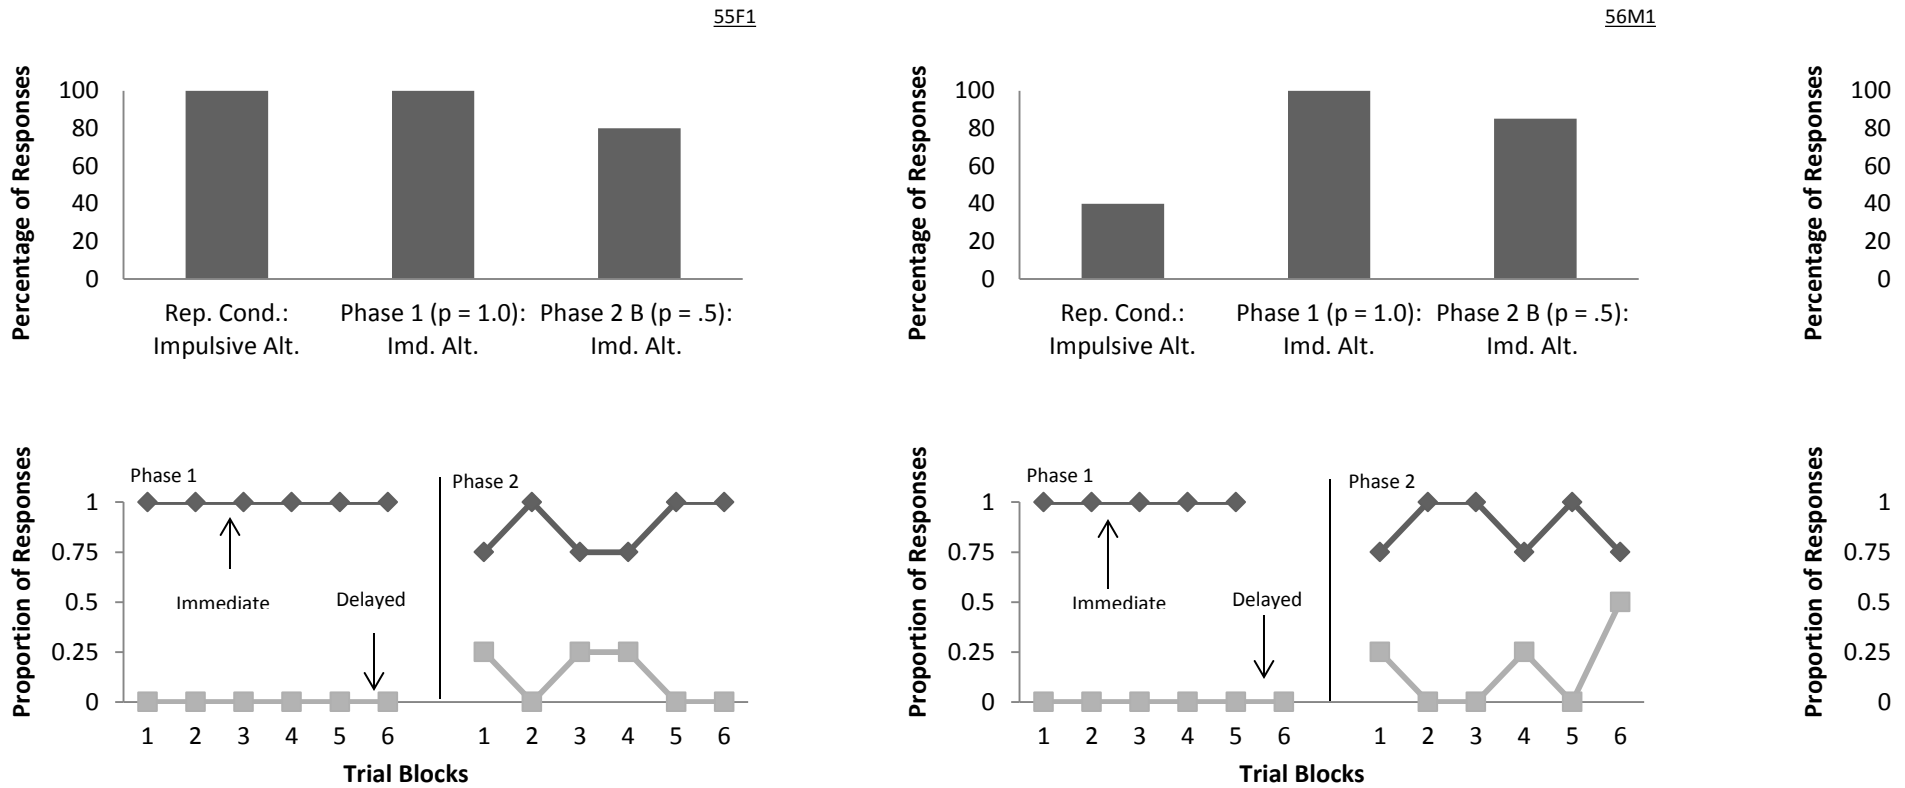 55F1
Percentage of Responses
100
80
60
40
20
0
Rep. Cond.:
Impulsive Alt.
Phase 1 (p = 1.0):
Imd. Alt.
Phase 2 B (p = .5):
Imd. Alt.
Proportion of Responses
1
0.75
0.5
0.25
0
Phase 1
Phase 2
Immediate
Delayed
1 2 3 4 5 6 1 2 3 4 5 6
Trial Blocks
56M1
Percentage of Responses
100
80
60
40
20
0
Rep. Cond.:
Impulsive Alt.
Phase 1 (p = 1.0):
Imd. Alt.
Phase 2 B (p = .5):
Imd. Alt.
Proportion of Responses
1
0.75
0.5
0.25
0
Phase 1
Phase 2
Immediate
Delayed
1 2 3 4 5 6 1 2 3 4 5 6
Trial Blocks
Percentage of Responses
100
80
60
40
20
0
Proportion of Responses
1
0.75
0.5
0.25
0